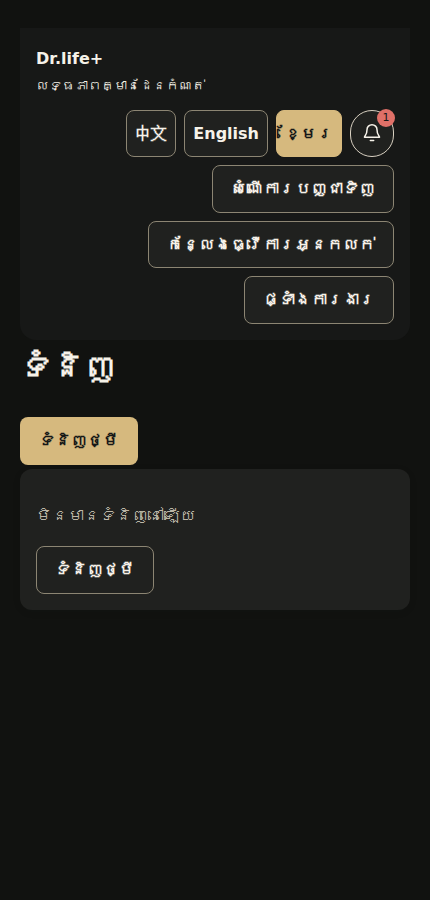 Dr.life+
លទ្ធភាពគ្មានដែនកំណត់
中文 English ខ្មែរ 1
សំណើការបញ្ជាទិញ
កន្លែងធ្វើការអ្នកលក់
ផ្ទាំងការងារ
ទំនិញ
ទំនិញថ្មី
មិនមានទំនិញនៅឡើយ
ទំនិញថ្មី